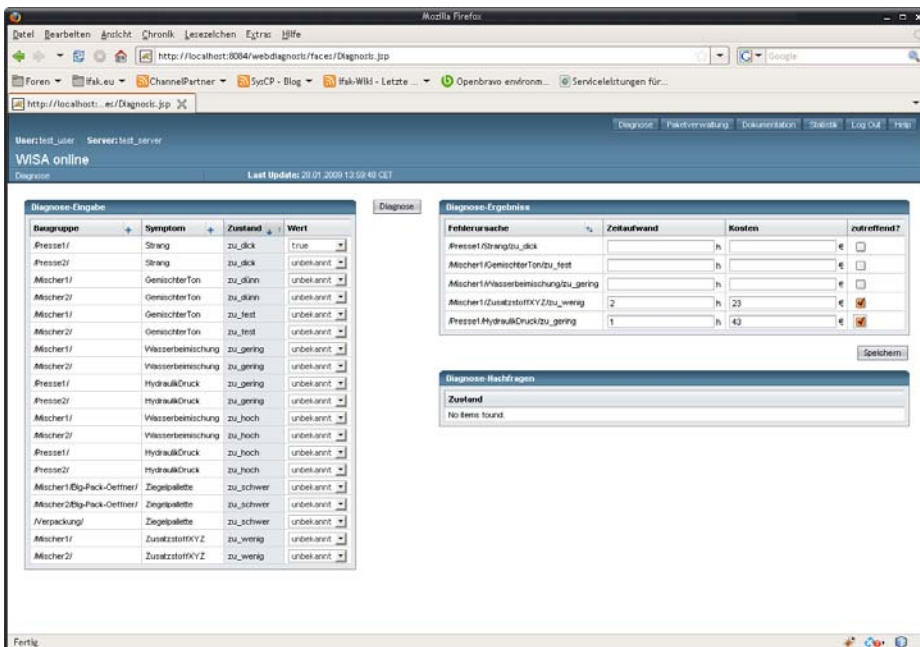 Mozilla Firefox
Datei Bearbeiten Ansicht Chronik Lesezeichen Extras Hilfe
http://localhost:8084/webdiagnosis/faces/Diagnosis.jsp
Google
Foren ifak.eu ChannelPartner SysCP - Blog ifak-Wiki - Letzte ... Openbravo environm... Serviceleistungen für...
http://localhost:...es/Diagnosis.jsp
Diagnose Paketverwaltung Dokumentation Statistik Log Out Help
User: test_user Server: test_server
WISA online
Diagnose Last Update: 28.01.2009 13:59:48 CET
Diagnose-Eingabe
Baugruppe Symptom Zustand Wert
/Presse1/ Strang zu_dick true
/Presse2/ Strang zu_dick unbekannt
/Mischer1/ GemischterTon zu_dünn unbekannt
/Mischer2/ GemischterTon zu_dünn unbekannt
/Mischer1/ GemischterTon zu_fest unbekannt
/Mischer2/ GemischterTon zu_fest unbekannt
/Mischer1/ Wasserbeimischung zu_gering unbekannt
/Mischer2/ Wasserbeimischung zu_gering unbekannt
/Presse1/ HydraulikDruck zu_gering unbekannt
/Presse2/ HydraulikDruck zu_gering unbekannt
/Mischer1/ Wasserbeimischung zu_hoch unbekannt
/Mischer2/ Wasserbeimischung zu_hoch unbekannt
/Presse1/ HydraulikDruck zu_hoch unbekannt
/Presse2/ HydraulikDruck zu_hoch unbekannt
/Mischer1/Big-Pack-Oeffner/ Ziegelpalette zu_schwer unbekannt
/Mischer2/Big-Pack-Oeffner/ Ziegelpalette zu_schwer unbekannt
/Verpackung/ Ziegelpalette zu_schwer unbekannt
/Mischer1/ ZusatzstoffXYZ zu_wenig unbekannt
/Mischer2/ ZusatzstoffXYZ zu_wenig unbekannt
Diagnose
Diagnose-Ergebniss
Fehlerursache Zeitaufwand Kosten zutreffend?
/Presse1/Strang/zu_dick h €
/Mischer1/GemischterTon/zu_fest h €
/Mischer1/Wasserbeimischung/zu_gering h €
/Mischer1/ZusatzstoffXYZ/zu_wenig 2 h 23 €
/Presse1/HydraulikDruck/zu_gering 1 h 43 €
Speichern
Diagnose-Nachfragen
Zustand
No items found.
Fertig